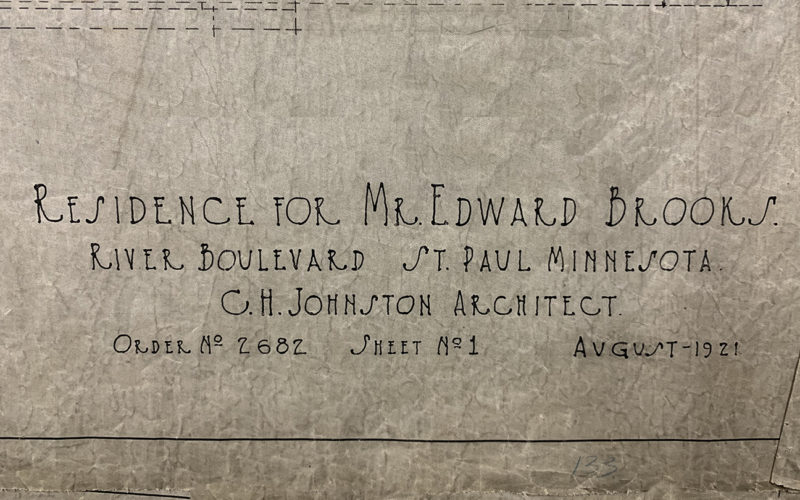 Residence for Mr. Edward Brooks.
River Boulevard St. Paul Minnesota.
C. H. Johnston Architect.
Order No 2682 Sheet No 1 August-1921
133